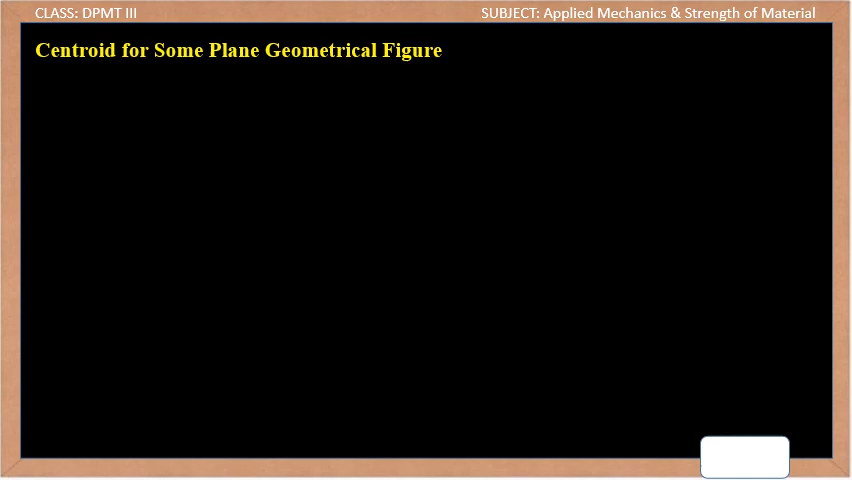 CLASS: DPMT III
SUBJECT: Applied Mechanics & Strength of Material
Centroid for Some Plane Geometrical Figure